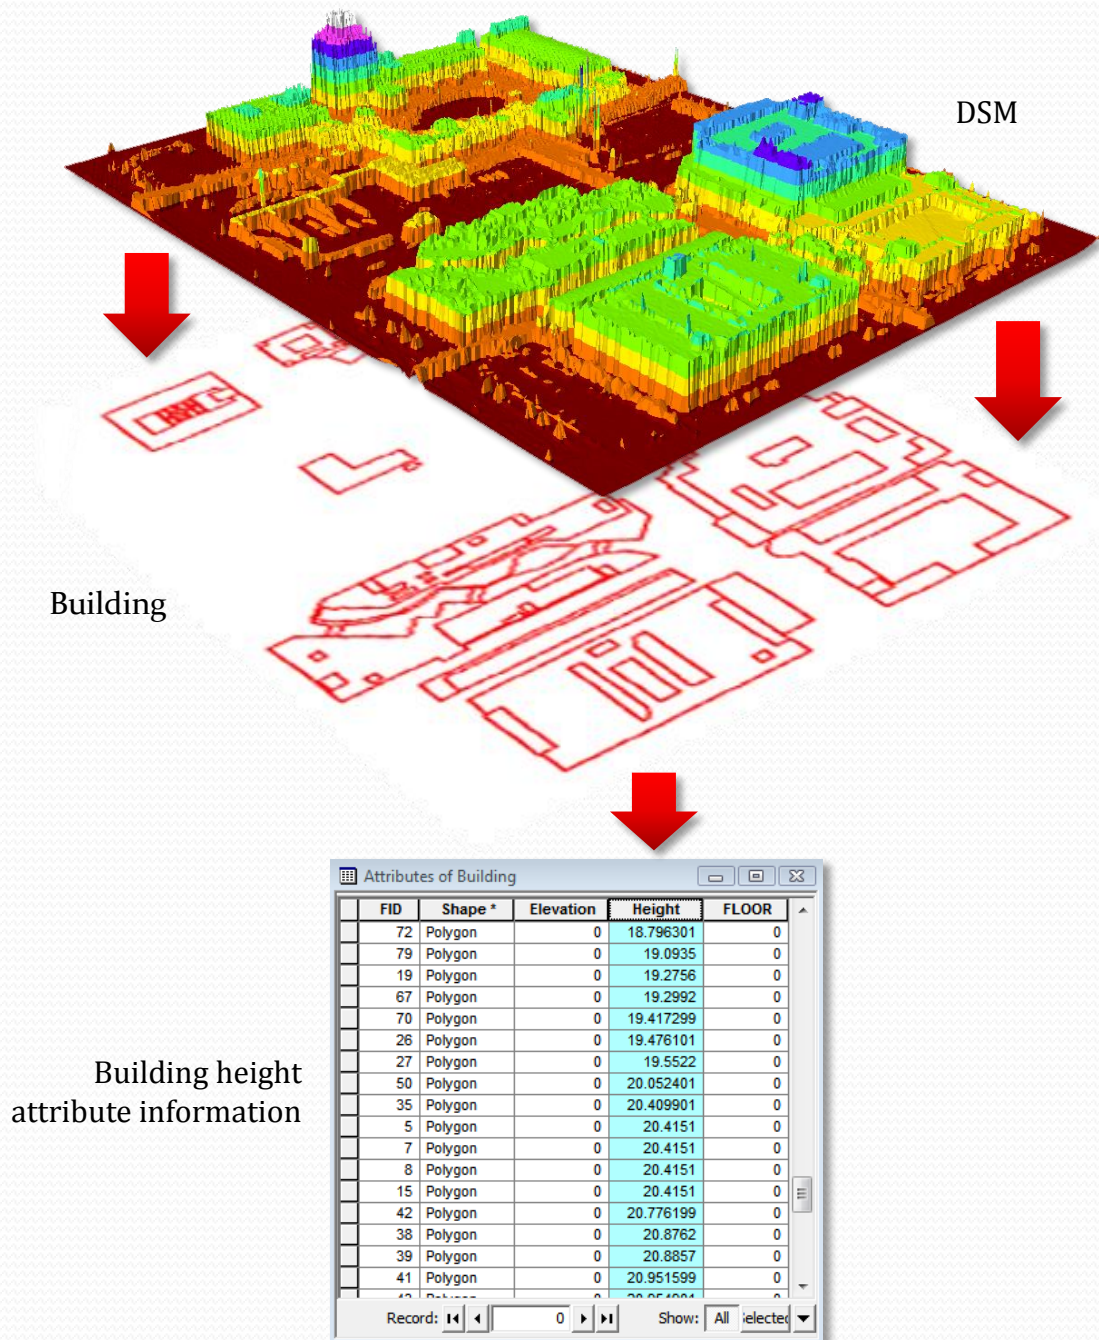 DSM
Building
Building height
attribute information
Attributes of Building
FID Shape * Elevation Height FLOOR
72 Polygon 0 18.796301 0
79 Polygon 0 19.0935 0
19 Polygon 0 19.2756 0
67 Polygon 0 19.2992 0
70 Polygon 0 19.417299 0
26 Polygon 0 19.476101 0
27 Polygon 0 19.5522 0
50 Polygon 0 20.052401 0
35 Polygon 0 20.409901 0
5 Polygon 0 20.4151 0
7 Polygon 0 20.4151 0
8 Polygon 0 20.4151 0
15 Polygon 0 20.4151 0
42 Polygon 0 20.776199 0
38 Polygon 0 20.8762 0
39 Polygon 0 20.8857 0
41 Polygon 0 20.951599 0
Record: 0 Show: All Selected